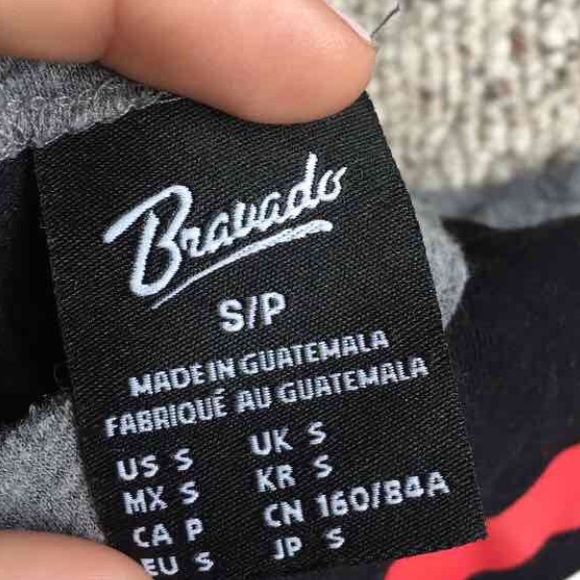 Bravado
S/P
MADE IN GUATEMALA
FABRIQUÉ AU GUATEMALA
US S UK S
MX S KR S
CA P CN 160/84A
EU S JP S